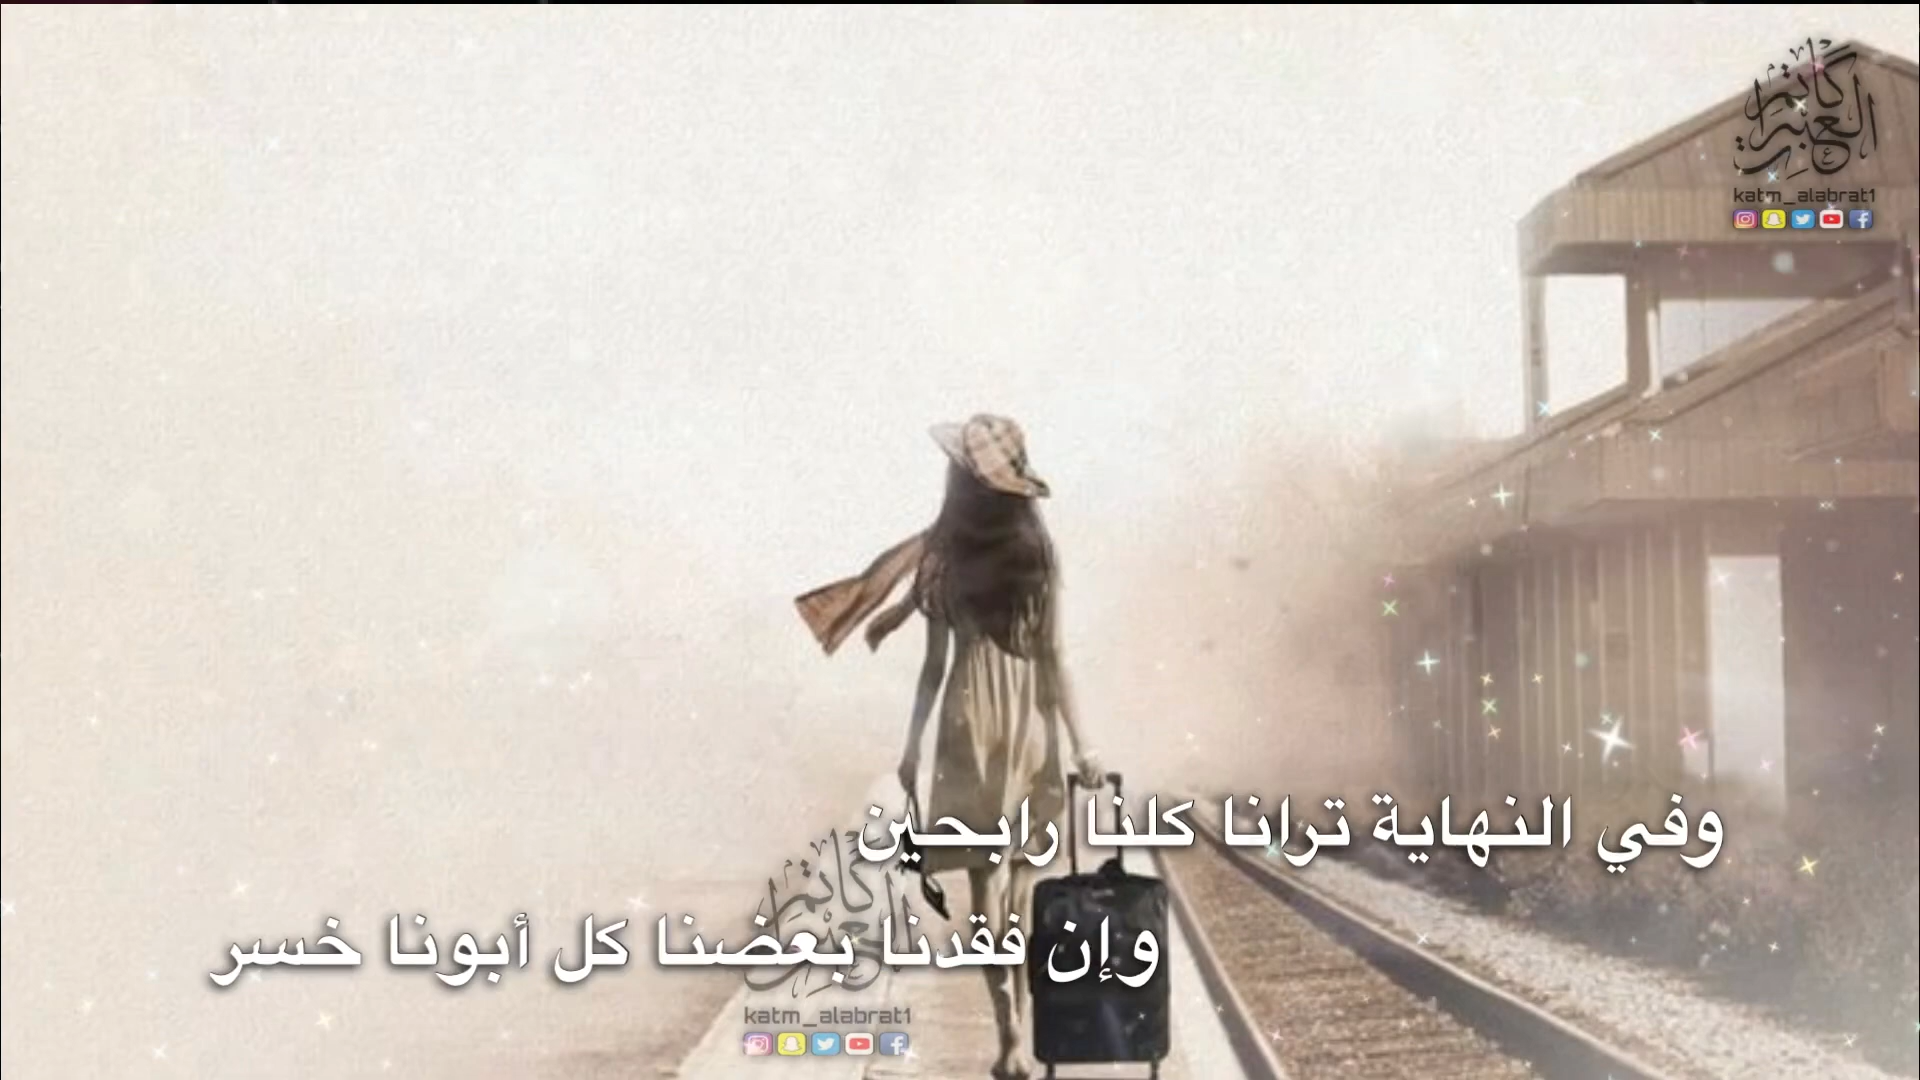 كاتم العبرات
katm_alabrat1
وفي النهاية ترانا كلنا رابحين
وإن فقدنا بعضنا كل أبونا خسر
كاتم العبرات
katm_alabrat1